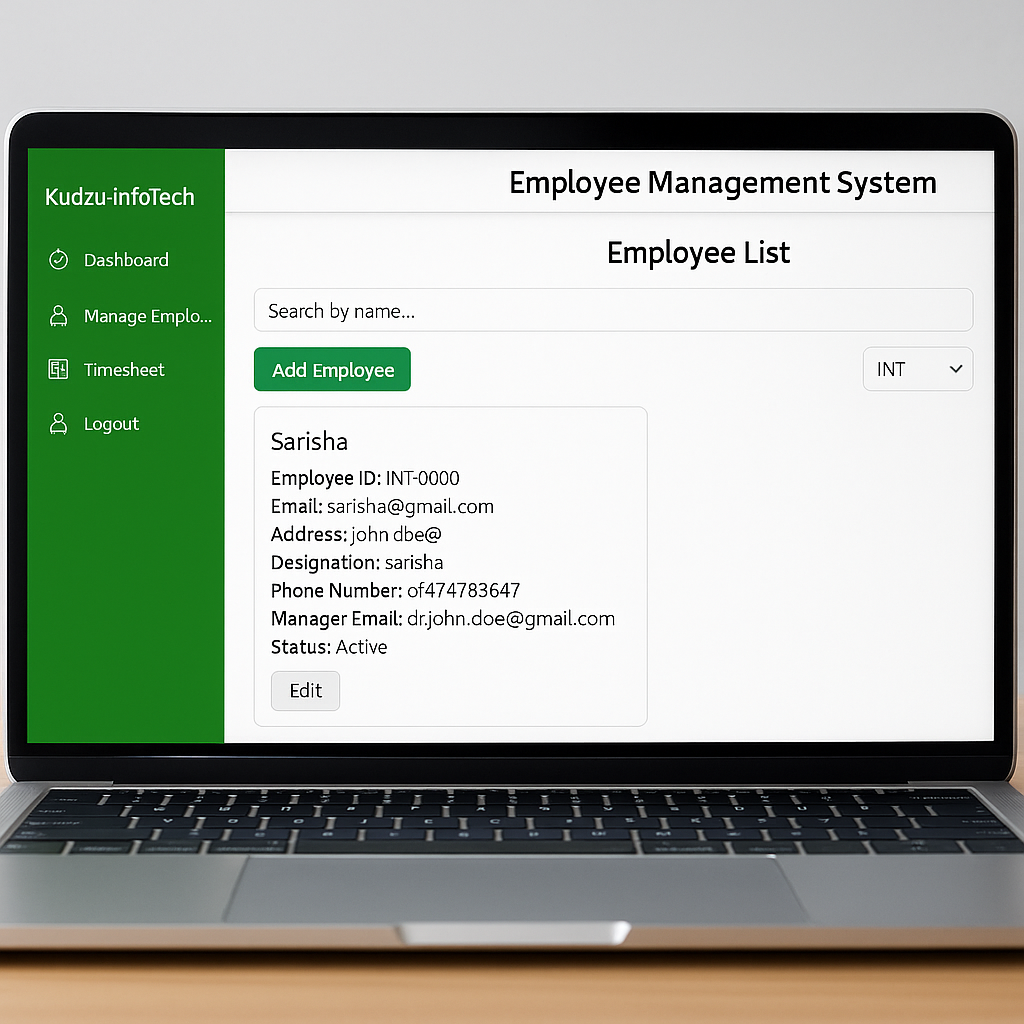 Kudzu-infoTech
Dashboard
Manage Emplo...
Timesheet
Logout
Employee Management System
Employee List
Search by name...
Add Employee
INT
Sarisha
Employee ID: INT-0000
Email: sarisha@gmail.com
Address: john dbe@
Designation: sarisha
Phone Number: of474783647
Manager Email: dr.john.doe@gmail.com
Status: Active
Edit